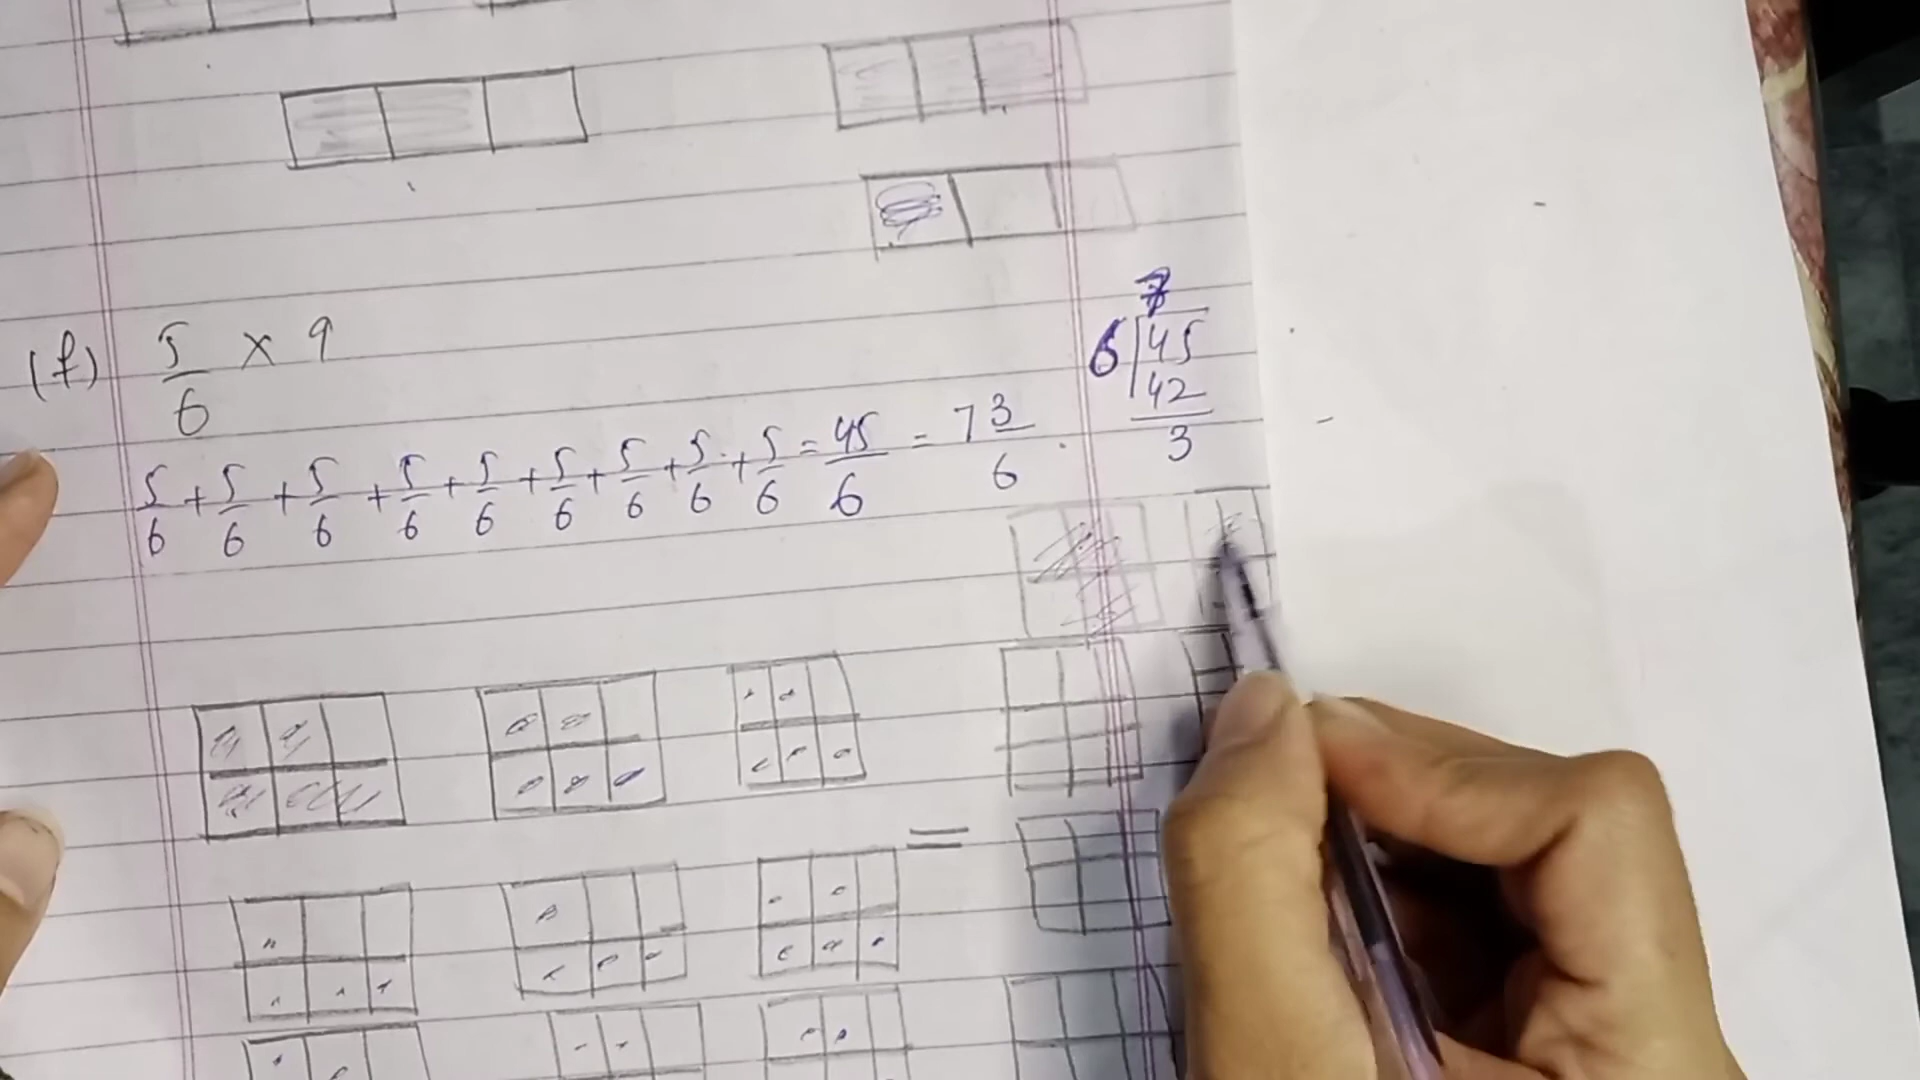 (f) 5/6 × 9
5/6 + 5/6 + 5/6 + 5/6 + 5/6 + 5/6 + 5/6 + 5/6 + 5/6 = 45/6 = 7 3/6
7
6 45
42
3
=